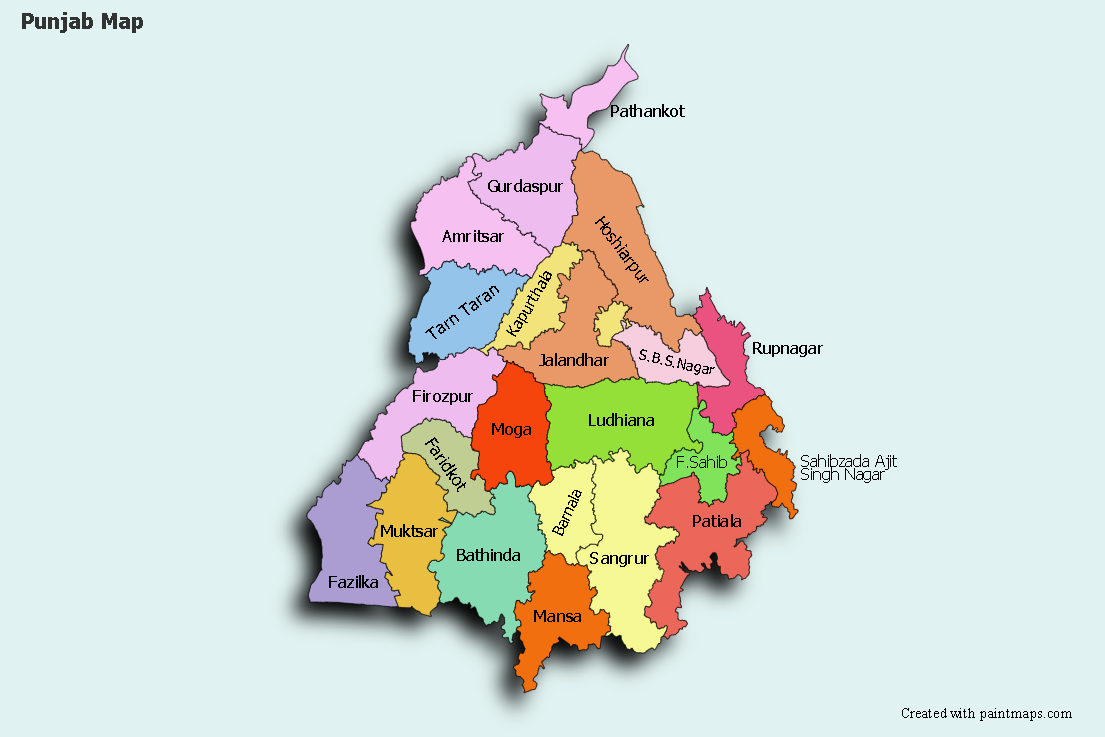 Punjab Map
Pathankot
Gurdaspur
Amritsar
Hoshiarpur
Tarn Taran
Kapurthala
Jalandhar
S.B.S.Nagar
Rupnagar
Firozpur
Moga
Ludhiana
Faridkot
F.Sahib
Sahibzada Ajit
Singh Nagar
Muktsar
Barnala
Patiala
Bathinda
Sangrur
Fazilka
Mansa
Created with paintmaps.com